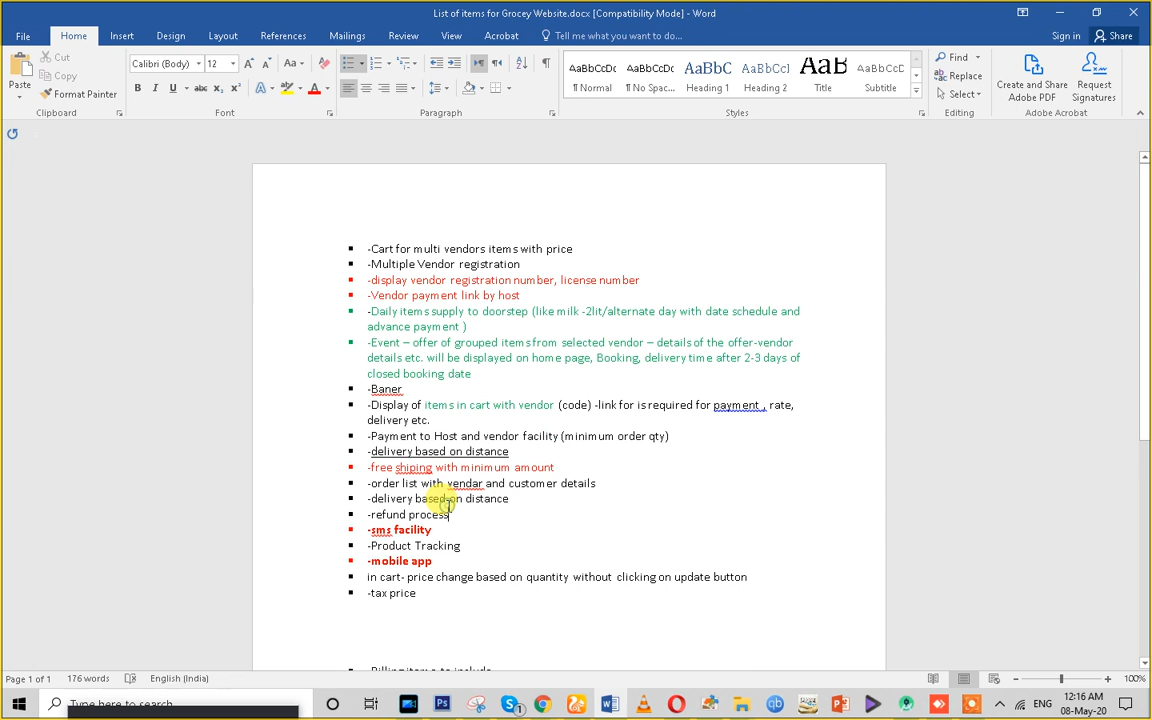 List of items for Grocey Website.docx [Compatibility Mode] - Word
File Home Insert Design Layout References Mailings Review View Acrobat Tell me what you want to do... Sign in Share
Cut
Copy
Paste
Format Painter
Calibri (Body) 12
AaBbCcDc AaBbCcDc AaBbC AaBbCcl AaB AaBbCcD
¶ Normal ¶ No Spac... Heading 1 Heading 2 Title Subtitle
Find
Replace
Select
Create and Share
Adobe PDF
Request
Signatures
Clipboard Font Paragraph Styles Editing Adobe Acrobat
-Cart for multi vendors items with price
-Multiple Vendor registration
-display vendor registration number, license number
-Vendor payment link by host
-Daily items supply to doorstep (like milk -2lit/alternate day with date schedule and
advance payment )
-Event – offer of grouped items from selected vendor – details of the offer-vendor
details etc. will be displayed on home page, Booking, delivery time after 2-3 days of
closed booking date
-Baner
-Display of items in cart with vendor (code) -link for is required for payment , rate,
delivery etc.
-Payment to Host and vendor facility (minimum order qty)
-delivery based on distance
-free shiping with minimum amount
-order list with vendar and customer details
-delivery based on distance
-refund process
-sms facility
-Product Tracking
-mobile app
in cart- price change based on quantity without clicking on update button
-tax price
-Billing items to include
Page 1 of 1 176 words English (India) 100%
Type here to search
ENG
12:16 AM
08-May-20